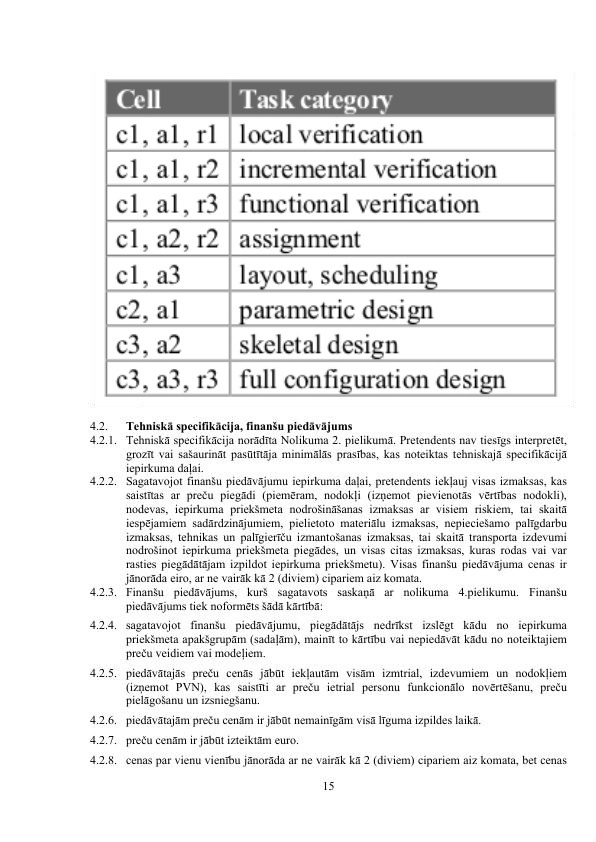 Cell Task category
c1, a1, r1 local verification
c1, a1, r2 incremental verification
c1, a1, r3 functional verification
c1, a2, r2 assignment
c1, a3 layout, scheduling
c2, a1 parametric design
c3, a2 skeletal design
c3, a3, r3 full configuration design
4.2. Tehniskā specifikācija, finanšu piedāvājums
4.2.1. Tehniskā specifikācija norādīta Nolikuma 2. pielikumā. Pretendents nav tiesīgs interpretēt,
grozīt vai sašaurināt pasūtītāja minimālās prasības, kas noteiktas tehniskajā specifikācijā
iepirkuma daļai.
4.2.2. Sagatavojot finanšu piedāvājumu iepirkuma daļai, pretendents iekļauj visas izmaksas, kas
saistītas ar preču piegādi (piemēram, nodokļi (izņemot pievienotās vērtības nodokli),
nodevas, iepirkuma priekšmeta nodrošināšanas izmaksas ar visiem riskiem, tai skaitā
iespējamiem sadārdzinājumiem, pielietoto materiālu izmaksas, nepieciešamo palīgdarbu
izmaksas, tehnikas un palīgierīču izmantošanas izmaksas, tai skaitā transporta izdevumi
nodrošinot iepirkuma priekšmeta piegādes, un visas citas izmaksas, kuras rodas vai var
rasties piegādātājam izpildot iepirkuma priekšmetu). Visas finanšu piedāvājuma cenas ir
jānorāda eiro, ar ne vairāk kā 2 (diviem) cipariem aiz komata.
4.2.3. Finanšu piedāvājums, kurš sagatavots saskaņā ar nolikuma 4.pielikumu. Finanšu
piedāvājums tiek noformēts šādā kārtībā:
4.2.4. sagatavojot finanšu piedāvājumu, piegādātājs nedrīkst izslēgt kādu no iepirkuma
priekšmeta apakšgrupām (sadaļām), mainīt to kārtību vai nepiedāvāt kādu no noteiktajiem
preču veidiem vai modeļiem.
4.2.5. piedāvātajās preču cenās jābūt iekļautām visām izmtrial, izdevumiem un nodokļiem
(izņemot PVN), kas saistīti ar preču ietrial personu funkcionālo novērtēšanu, preču
pielāgošanu un izsniegšanu.
4.2.6. piedāvātajām preču cenām ir jābūt nemainīgām visā līguma izpildes laikā.
4.2.7. preču cenām ir jābūt izteiktām euro.
4.2.8. cenas par vienu vienību jānorāda ar ne vairāk kā 2 (diviem) cipariem aiz komata, bet cenas
15